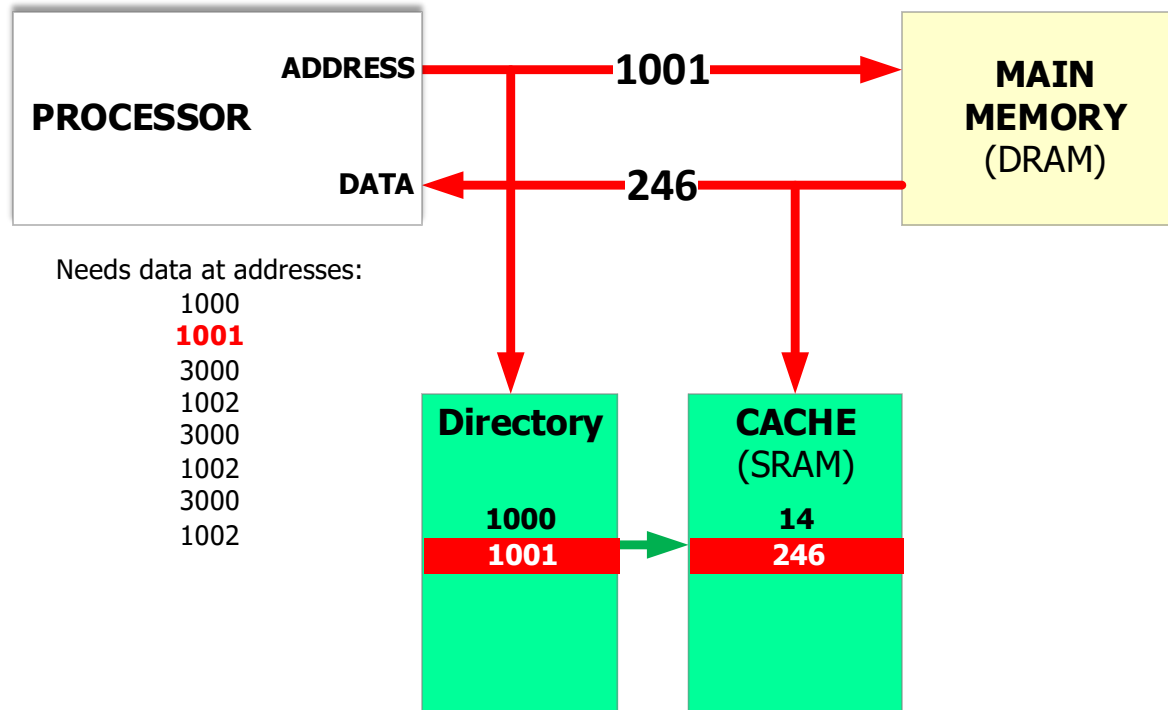 PROCESSOR
ADDRESS
DATA
1001
246
MAIN
MEMORY
(DRAM)
Needs data at addresses:
1000
1001
3000
1002
3000
1002
3000
1002
Directory
1000
1001
CACHE
(SRAM)
14
246